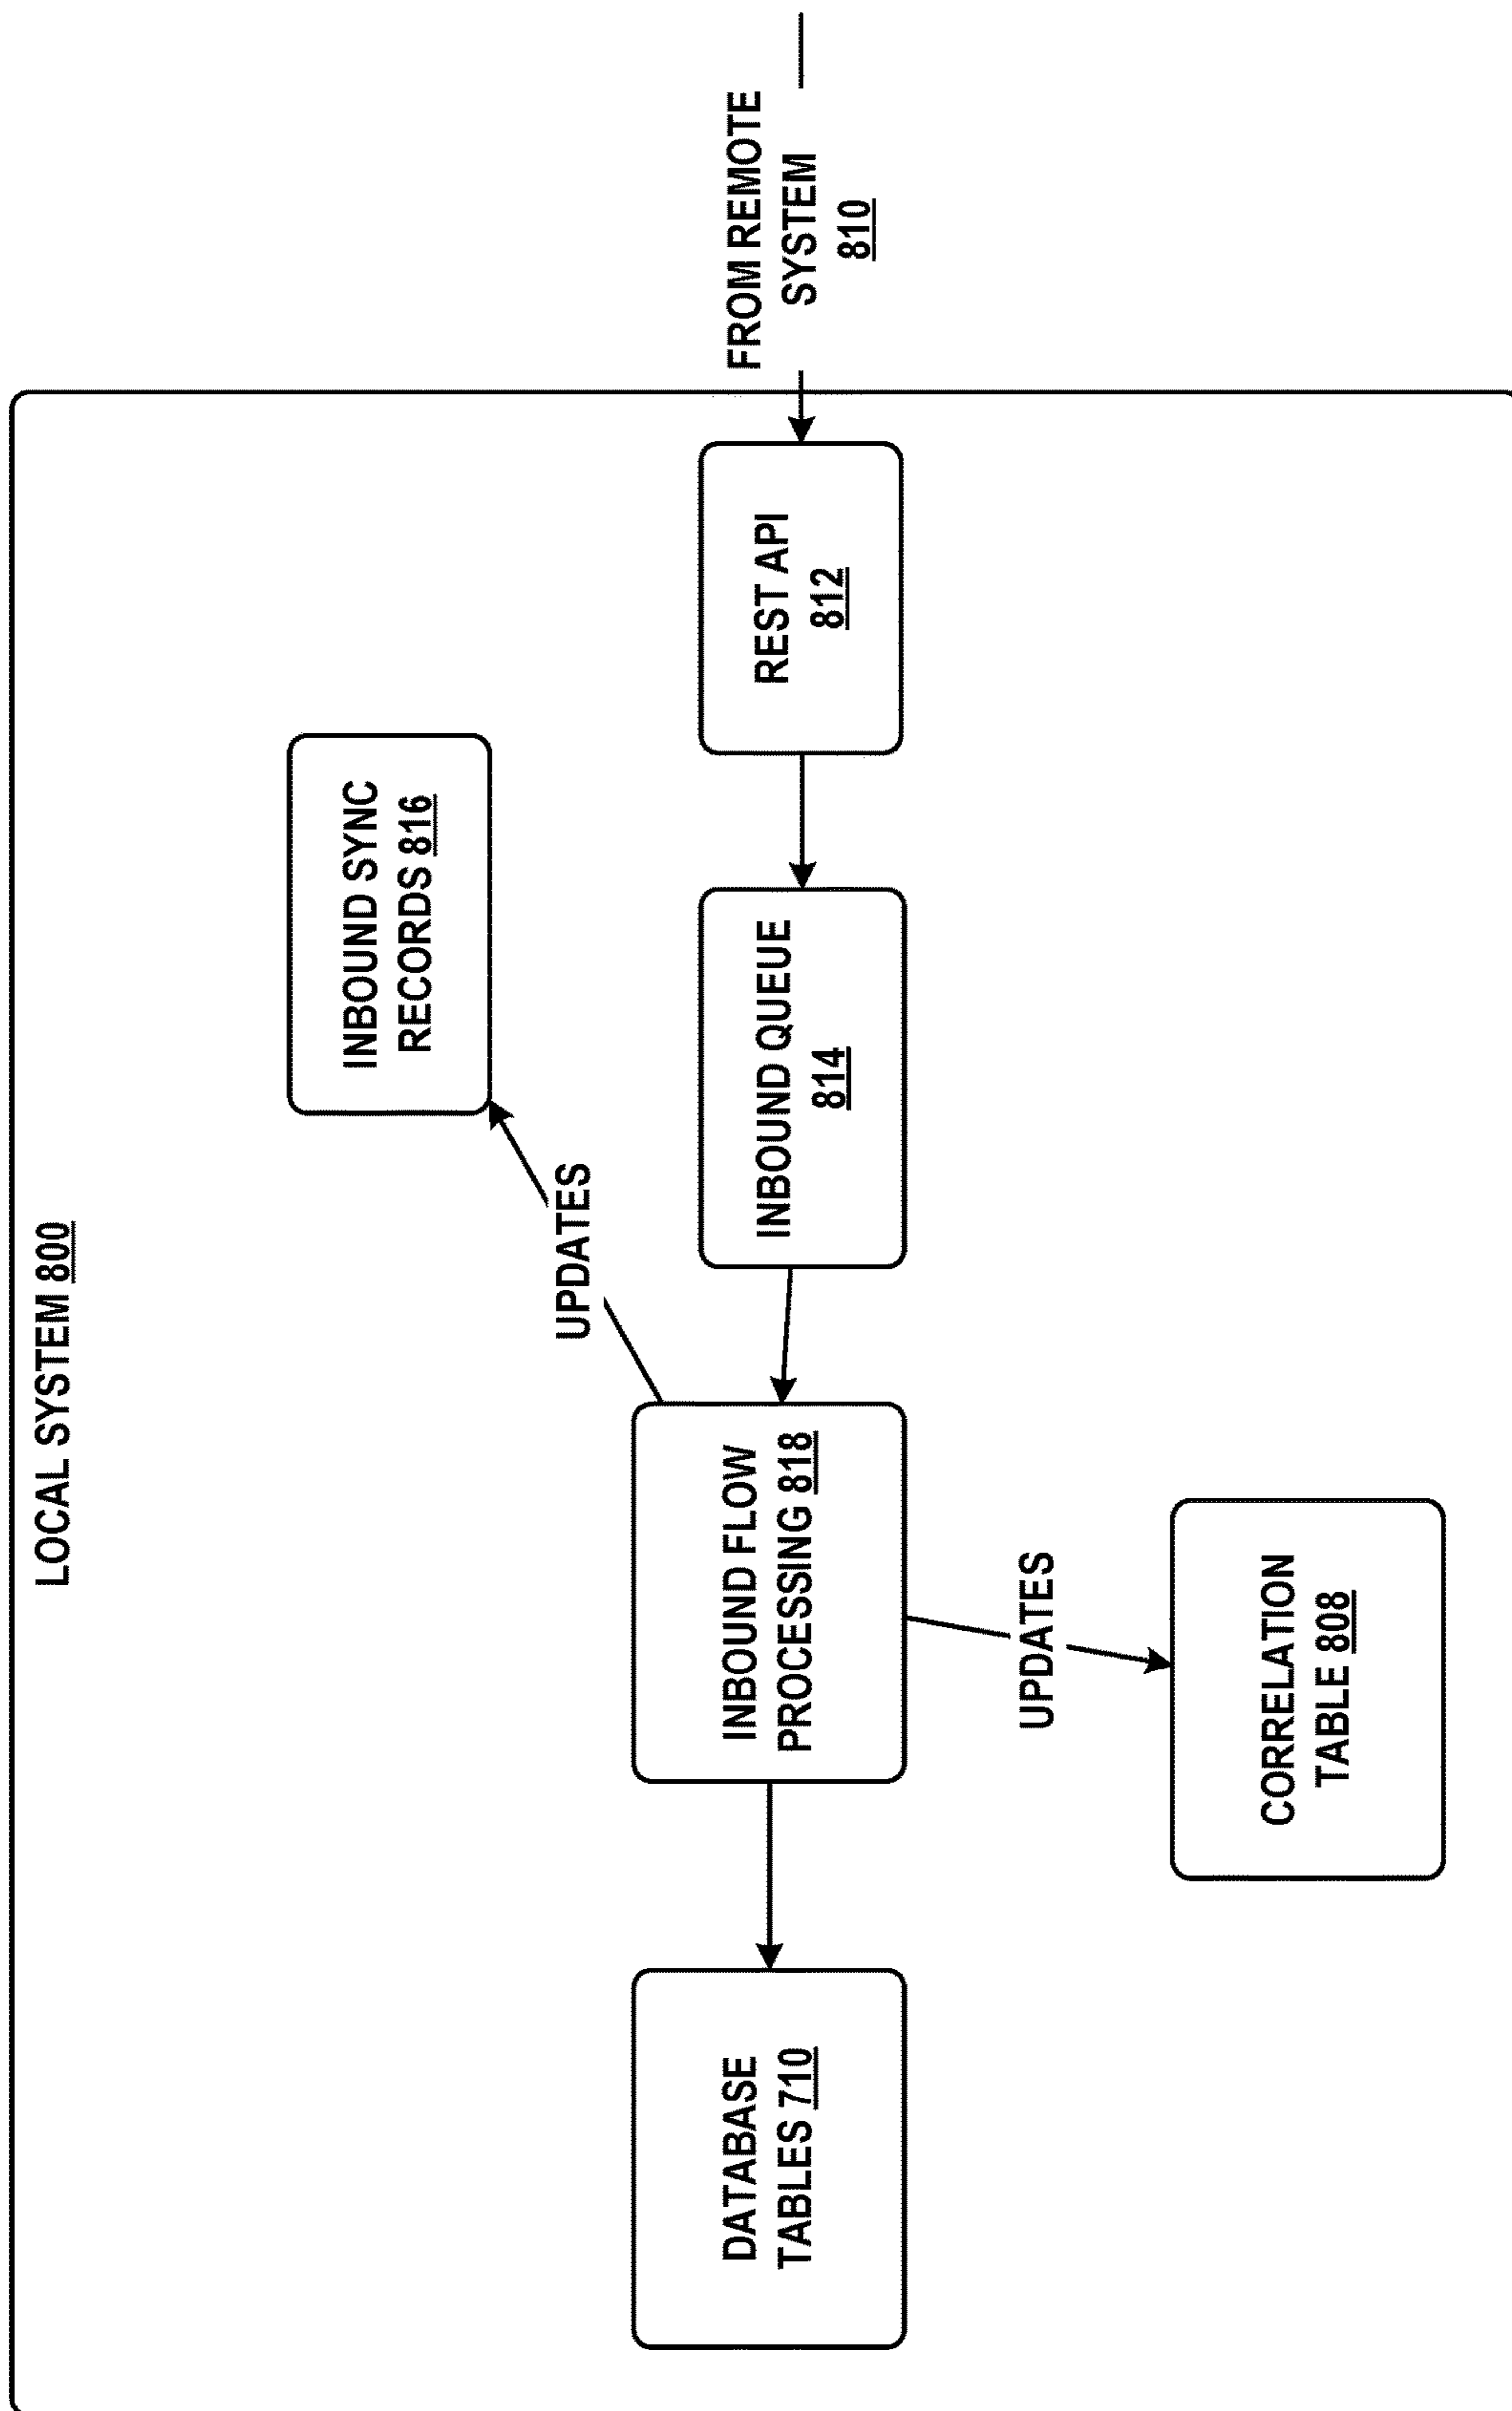 LOCAL SYSTEM 800
INBOUND SYNC
RECORDS 816
UPDATES
DATABASE
TABLES 710
INBOUND FLOW
PROCESSING 818
INBOUND QUEUE
814
REST API
812
FROM REMOTE
SYSTEM
810
UPDATES
CORRELATION
TABLE 808